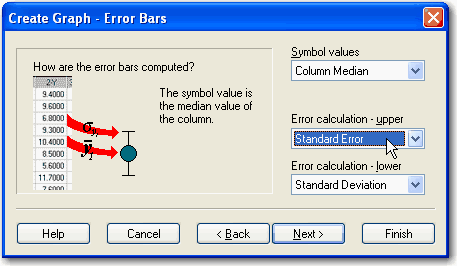 Create Graph - Error Bars
How are the error bars computed?
2-Y
9.4000
9.6000
6.8000
9.3000
10.4000
8.5000
5.6000
11.7000
7.6000
The symbol value is
the median value of
the column.
Symbol values
Column Median
Error calculation - upper
Standard Error
Error calculation - lower
Standard Deviation
Help
Cancel
< Back
Next >
Finish